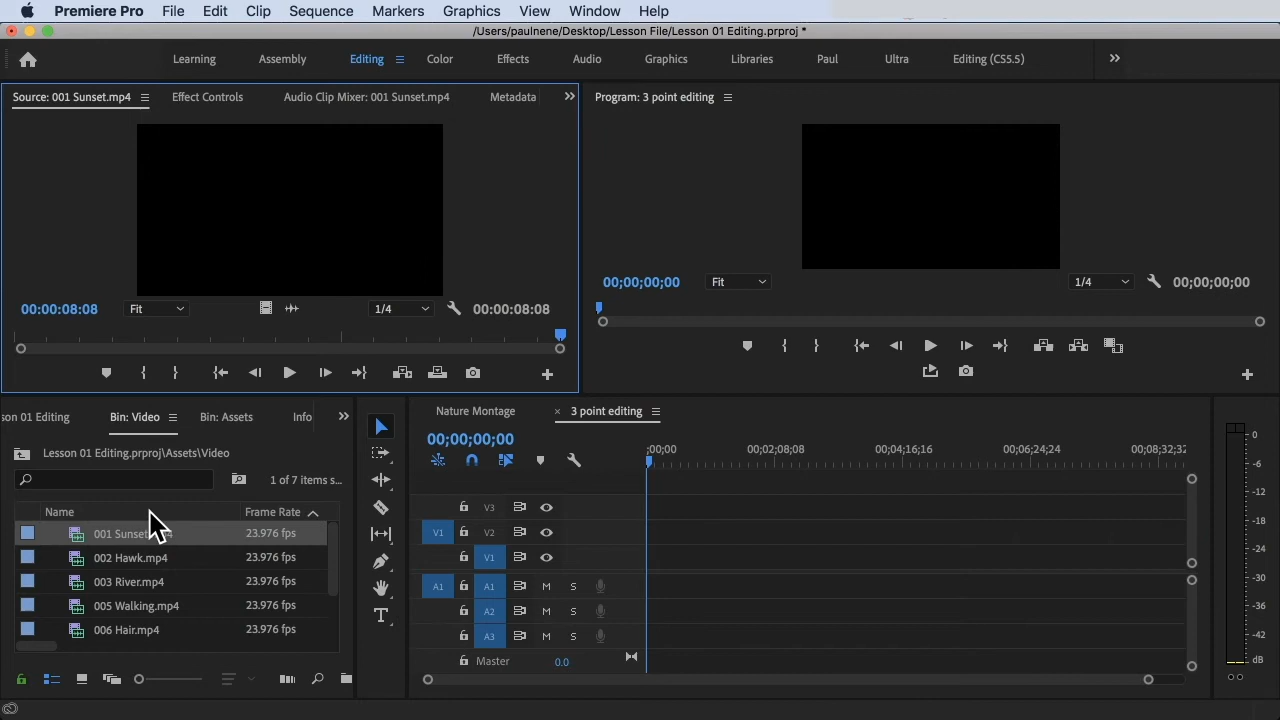 Premiere Pro File Edit Clip Sequence Markers Graphics View Window Help
/Users/paulnene/Desktop/Lesson File/Lesson 01 Editing.prproj *
Learning Assembly Editing Color Effects Audio Graphics Libraries Paul Ultra Editing (CS5.5)
Source: 001 Sunset.mp4 Effect Controls Audio Clip Mixer: 001 Sunset.mp4 Metadata
Program: 3 point editing
00:00:08:08 Fit 1/4 00:00:08:08
00;00;00;00 Fit 1/4 00;00;00;00
son 01 Editing Bin: Video Bin: Assets Info
Nature Montage × 3 point editing
Lesson 01 Editing.prproj\Assets\Video
1 of 7 items s...
Name Frame Rate
001 Sunset.mp4 23.976 fps
002 Hawk.mp4 23.976 fps
003 River.mp4 23.976 fps
005 Walking.mp4 23.976 fps
006 Hair.mp4 23.976 fps
00;00;00;00
;00;00 00;02;08;08 00;04;16;16 00;06;24;24 00;08;32;32
V3
V1 V2
V1
A1 A1 M S
A2 M S
A3 M S
Master 0.0
0
-6
-12
-18
-24
-30
-36
-42
dB